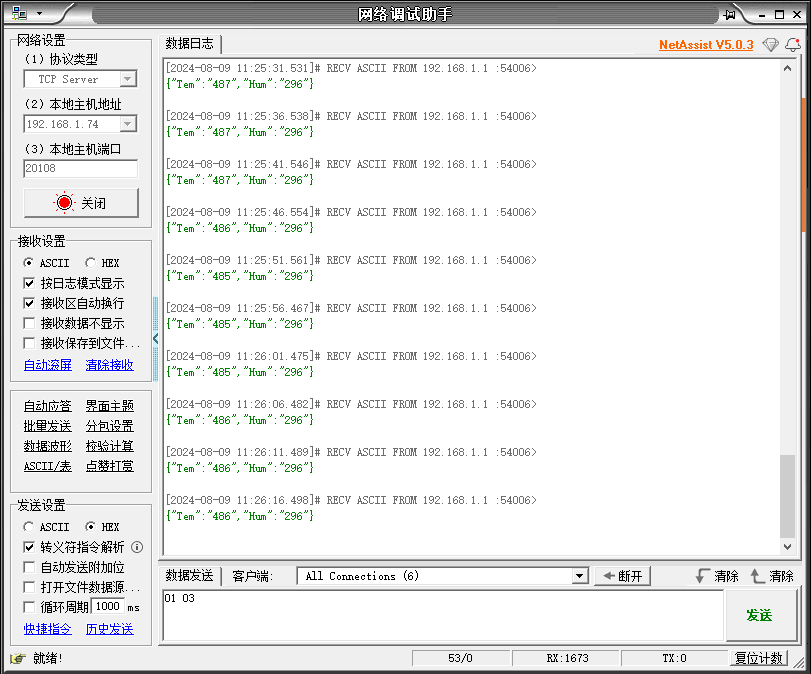 网络调试助手
网络设置
（1）协议类型
TCP Server
（2）本地主机地址
192.168.1.74
（3）本地主机端口
20108
关闭
接收设置
ASCII HEX
按日志模式显示
接收区自动换行
接收数据不显示
接收保存到文件...
自动滚屏 清除接收
自动应答 界面主题
批量发送 分包设置
数据波形 校验计算
ASCII/表 点赞打赏
发送设置
ASCII HEX
转义符指令解析
自动发送附加位
打开文件数据源...
循环周期 1000 ms
快捷指令 历史发送
数据日志 NetAssist V5.0.3
[2024-08-09 11:25:31.531]# RECV ASCII FROM 192.168.1.1 :54006>
{"Tem":"487","Hum":"296"}
[2024-08-09 11:25:36.538]# RECV ASCII FROM 192.168.1.1 :54006>
{"Tem":"487","Hum":"296"}
[2024-08-09 11:25:41.546]# RECV ASCII FROM 192.168.1.1 :54006>
{"Tem":"487","Hum":"296"}
[2024-08-09 11:25:46.554]# RECV ASCII FROM 192.168.1.1 :54006>
{"Tem":"486","Hum":"296"}
[2024-08-09 11:25:51.561]# RECV ASCII FROM 192.168.1.1 :54006>
{"Tem":"485","Hum":"296"}
[2024-08-09 11:25:56.467]# RECV ASCII FROM 192.168.1.1 :54006>
{"Tem":"485","Hum":"296"}
[2024-08-09 11:26:01.475]# RECV ASCII FROM 192.168.1.1 :54006>
{"Tem":"485","Hum":"296"}
[2024-08-09 11:26:06.482]# RECV ASCII FROM 192.168.1.1 :54006>
{"Tem":"486","Hum":"296"}
[2024-08-09 11:26:11.489]# RECV ASCII FROM 192.168.1.1 :54006>
{"Tem":"486","Hum":"296"}
[2024-08-09 11:26:16.498]# RECV ASCII FROM 192.168.1.1 :54006>
{"Tem":"486","Hum":"296"}
数据发送 客户端: All Connections (6) 断开 清除 清除
01 03
发送
就绪! 53/0 RX:1673 TX:0 复位计数